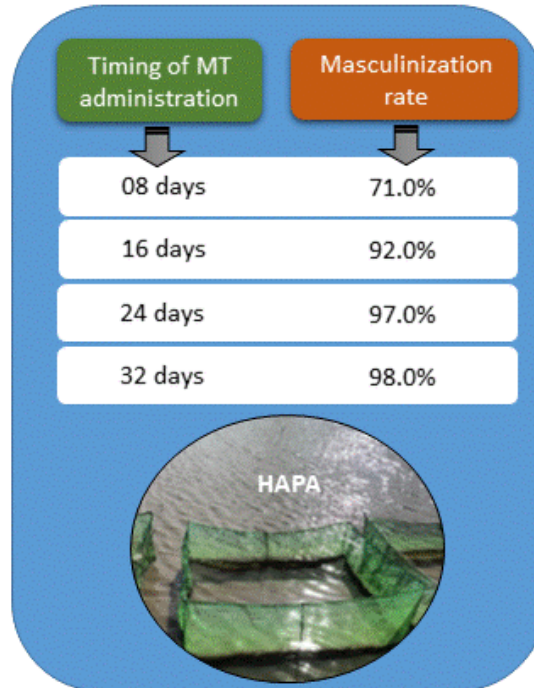 Timing of MT
administration
Masculinization
rate
08 days 71.0%
16 days 92.0%
24 days 97.0%
32 days 98.0%
HAPA